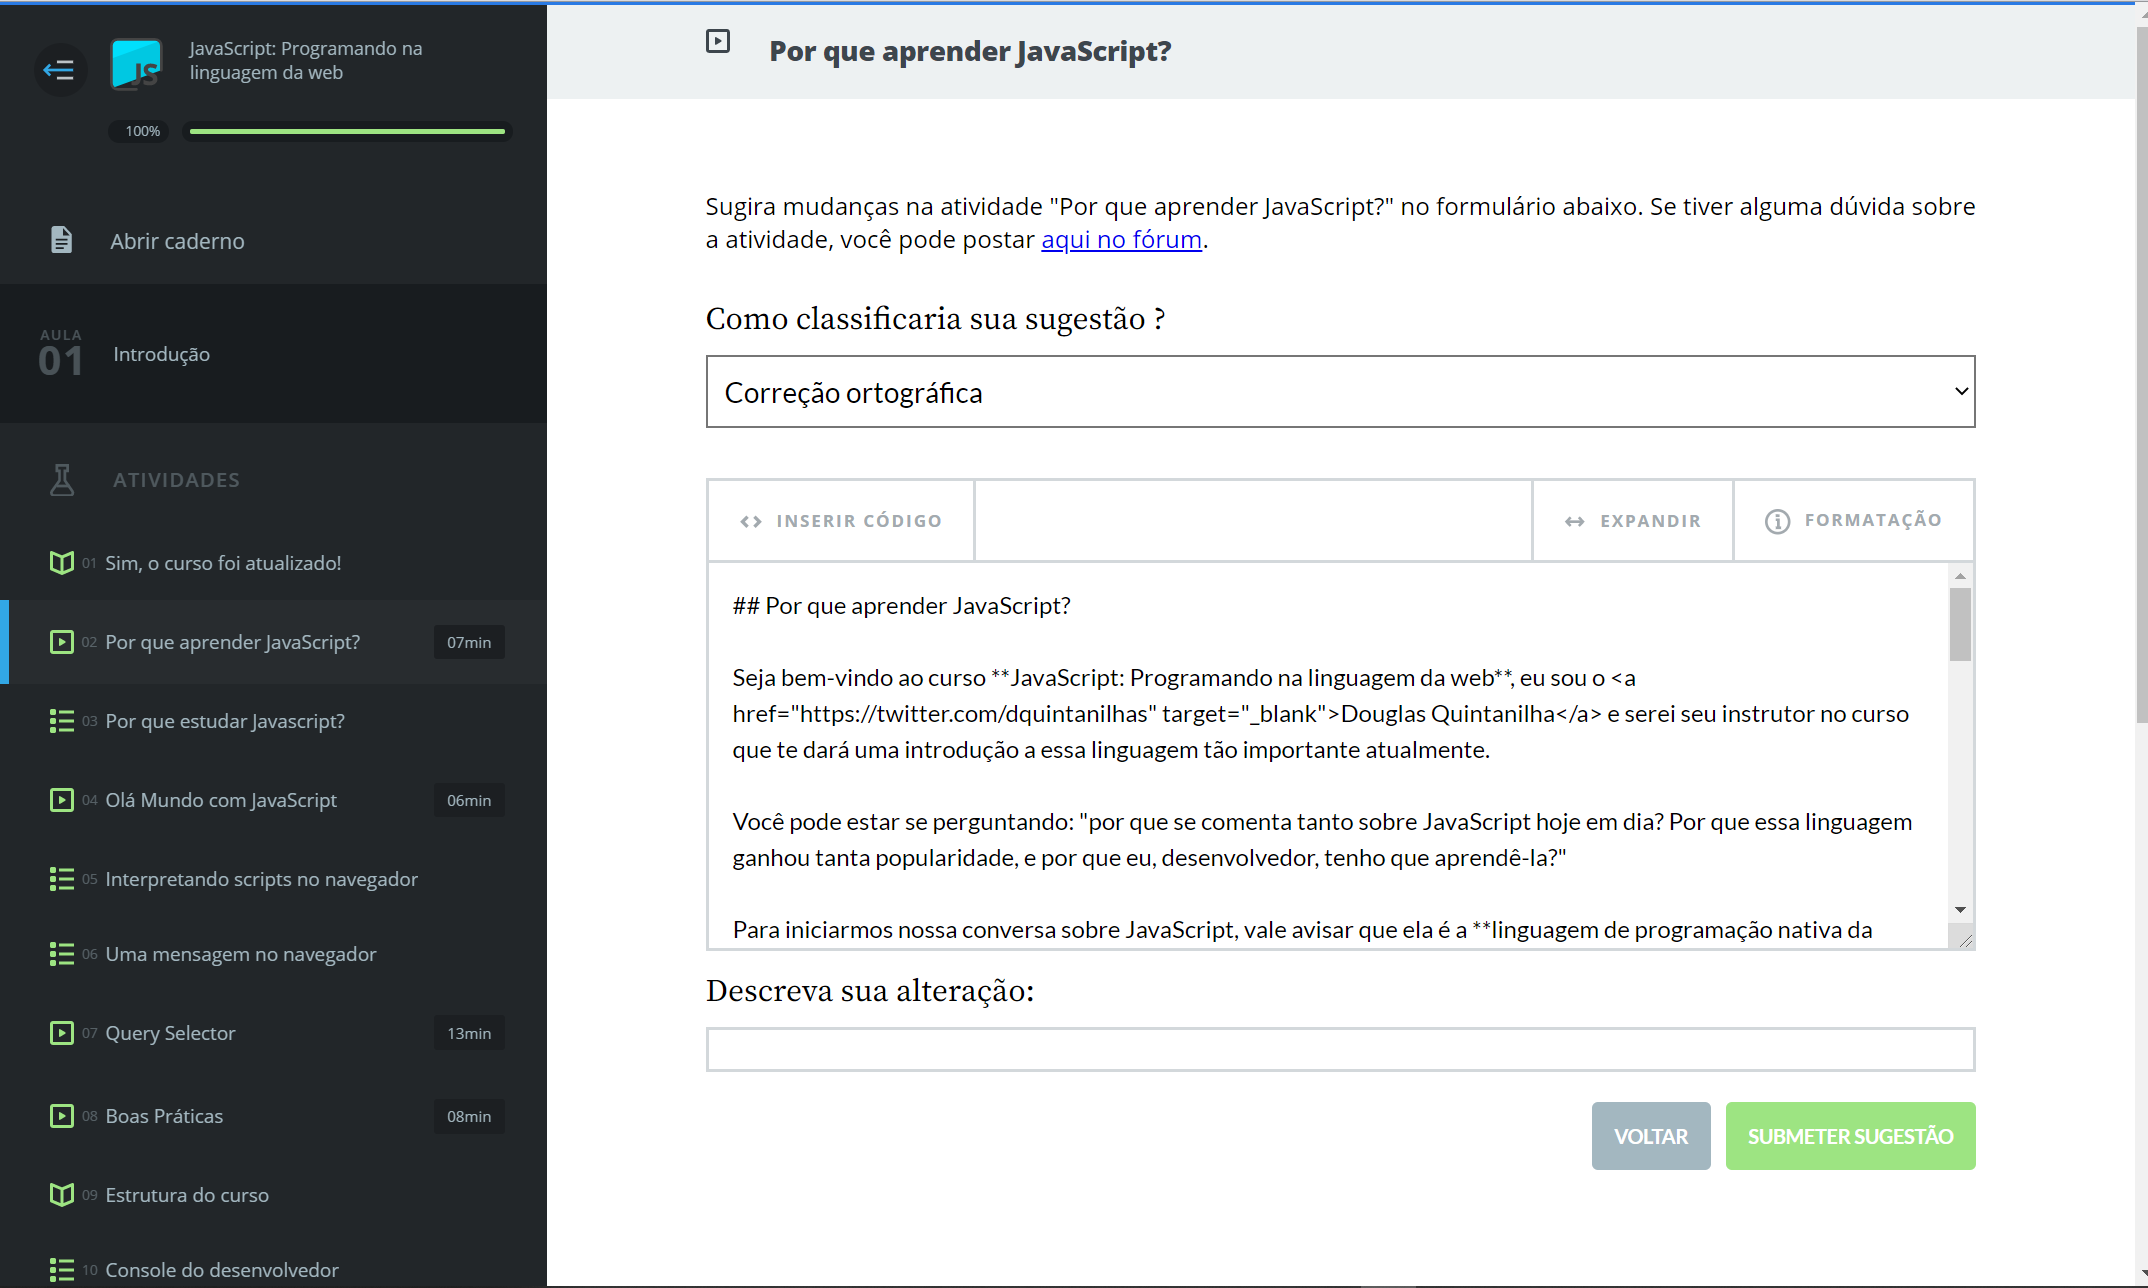 JavaScript: Programando na
linguagem da web
100%
Abrir caderno
AULA
01
Introdução
ATIVIDADES
01 Sim, o curso foi atualizado!
02 Por que aprender JavaScript? 07min
03 Por que estudar Javascript?
04 Olá Mundo com JavaScript 06min
05 Interpretando scripts no navegador
06 Uma mensagem no navegador
07 Query Selector 13min
08 Boas Práticas 08min
09 Estrutura do curso
10 Console do desenvolvedor
Por que aprender JavaScript?
Sugira mudanças na atividade "Por que aprender JavaScript?" no formulário abaixo. Se tiver alguma dúvida sobre
a atividade, você pode postar aqui no fórum.
Como classificaria sua sugestão ?
Correção ortográfica
INSERIR CÓDIGO
EXPANDIR
FORMATAÇÃO
## Por que aprender JavaScript?
Seja bem-vindo ao curso **JavaScript: Programando na linguagem da web**, eu sou o <a
href="https://twitter.com/dquintanilhas" target="_blank">Douglas Quintanilha</a> e serei seu instrutor no curso
que te dará uma introdução a essa linguagem tão importante atualmente.
Você pode estar se perguntando: "por que se comenta tanto sobre JavaScript hoje em dia? Por que essa linguagem
ganhou tanta popularidade, e por que eu, desenvolvedor, tenho que aprendê-la?"
Para iniciarmos nossa conversa sobre JavaScript, vale avisar que ela é a **linguagem de programação nativa da
Descreva sua alteração:
VOLTAR
SUBMETER SUGESTÃO
JS